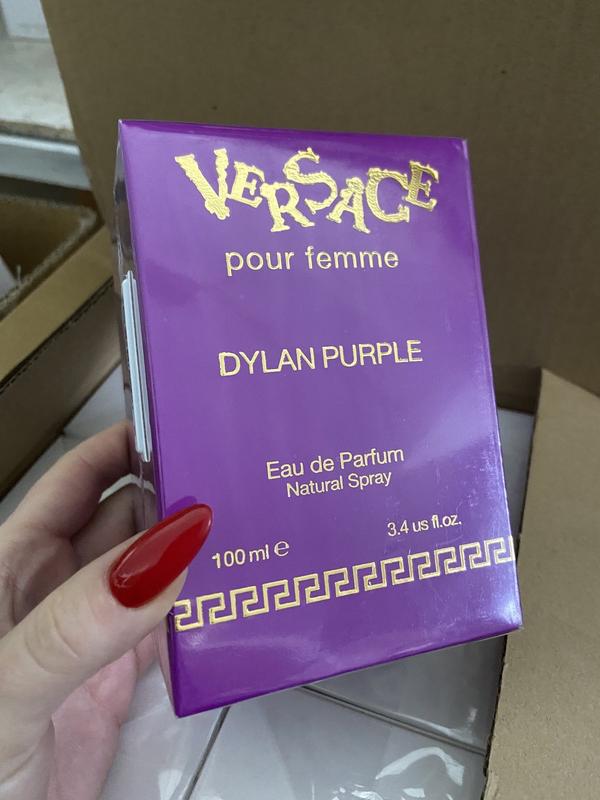 VERSACE
pour femme
DYLAN PURPLE
Eau de Parfum
Natural Spray
100 ml ℮
3.4 us fl.oz.